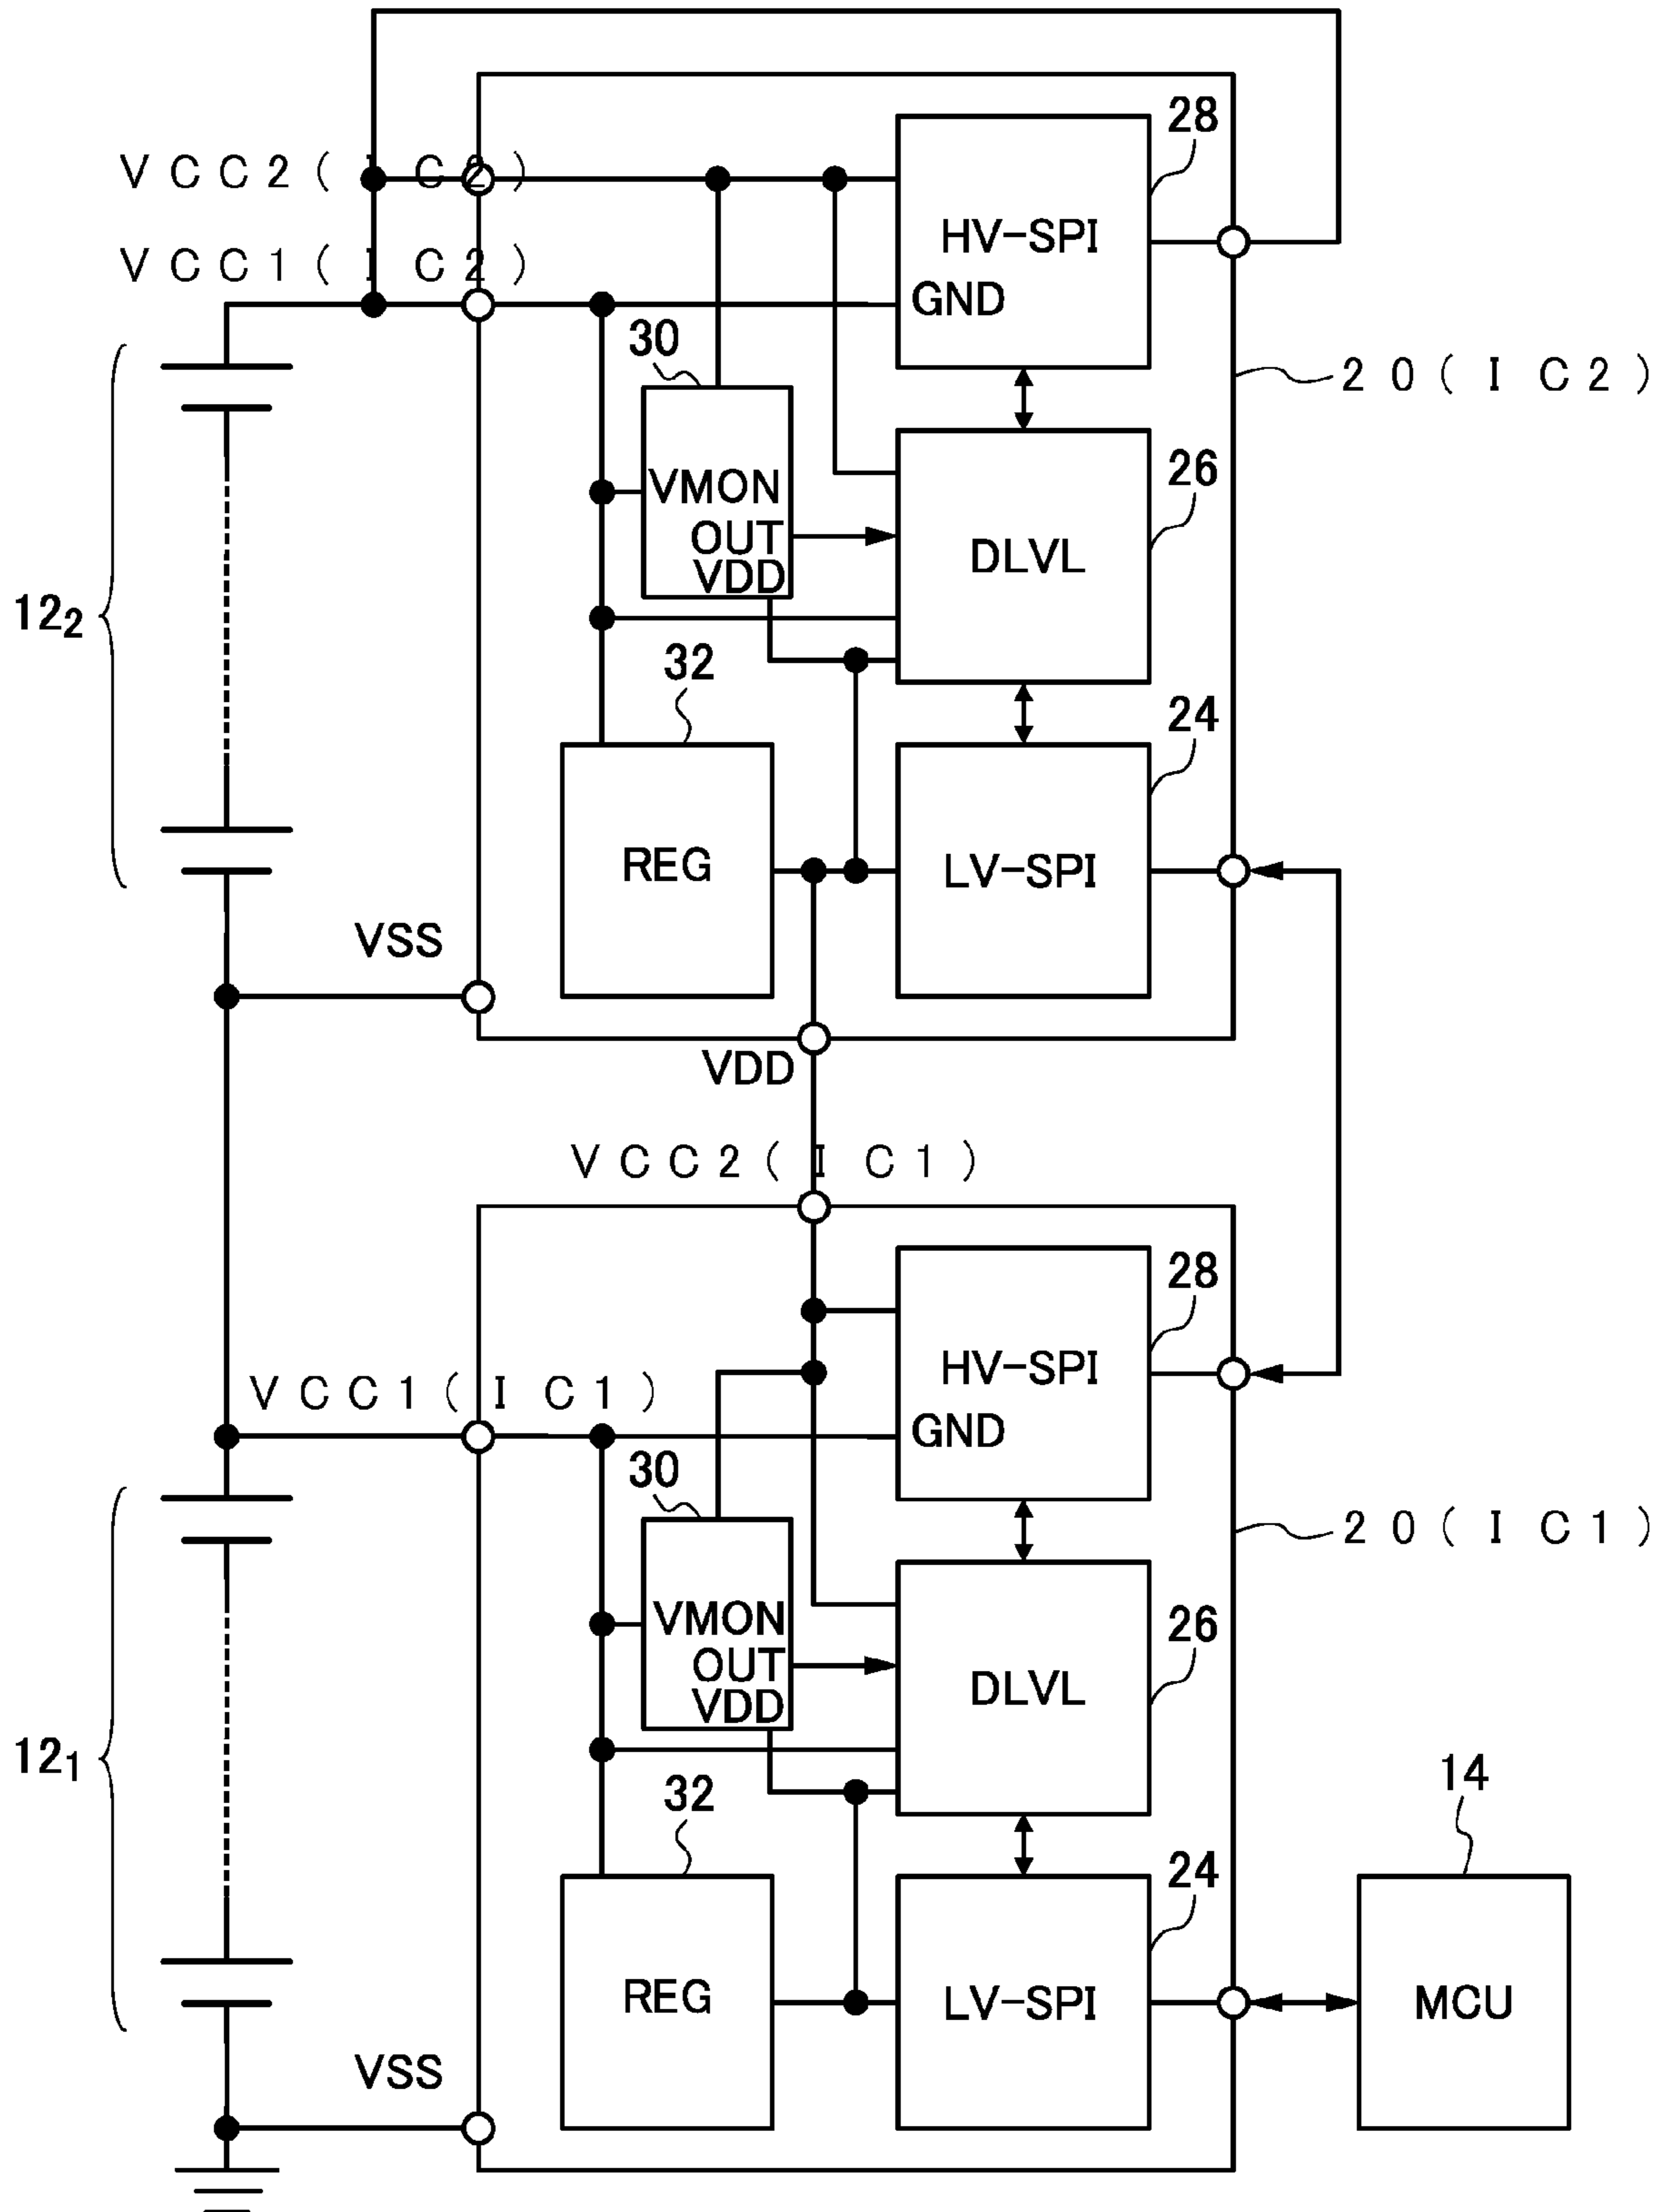 28
VCC2(IC2)
HV-SPI
VCC1(IC2)
GND
30
20(IC2)
VMON
26
OUT
DLVL
VDD
12₂
32
24
REG
LV-SPI
VSS
VDD
VCC2(IC1)
28
HV-SPI
VCC1(IC1)
GND
30
20(IC1)
VMON
26
OUT
DLVL
VDD
12₁
32
14
24
REG
LV-SPI
MCU
VSS